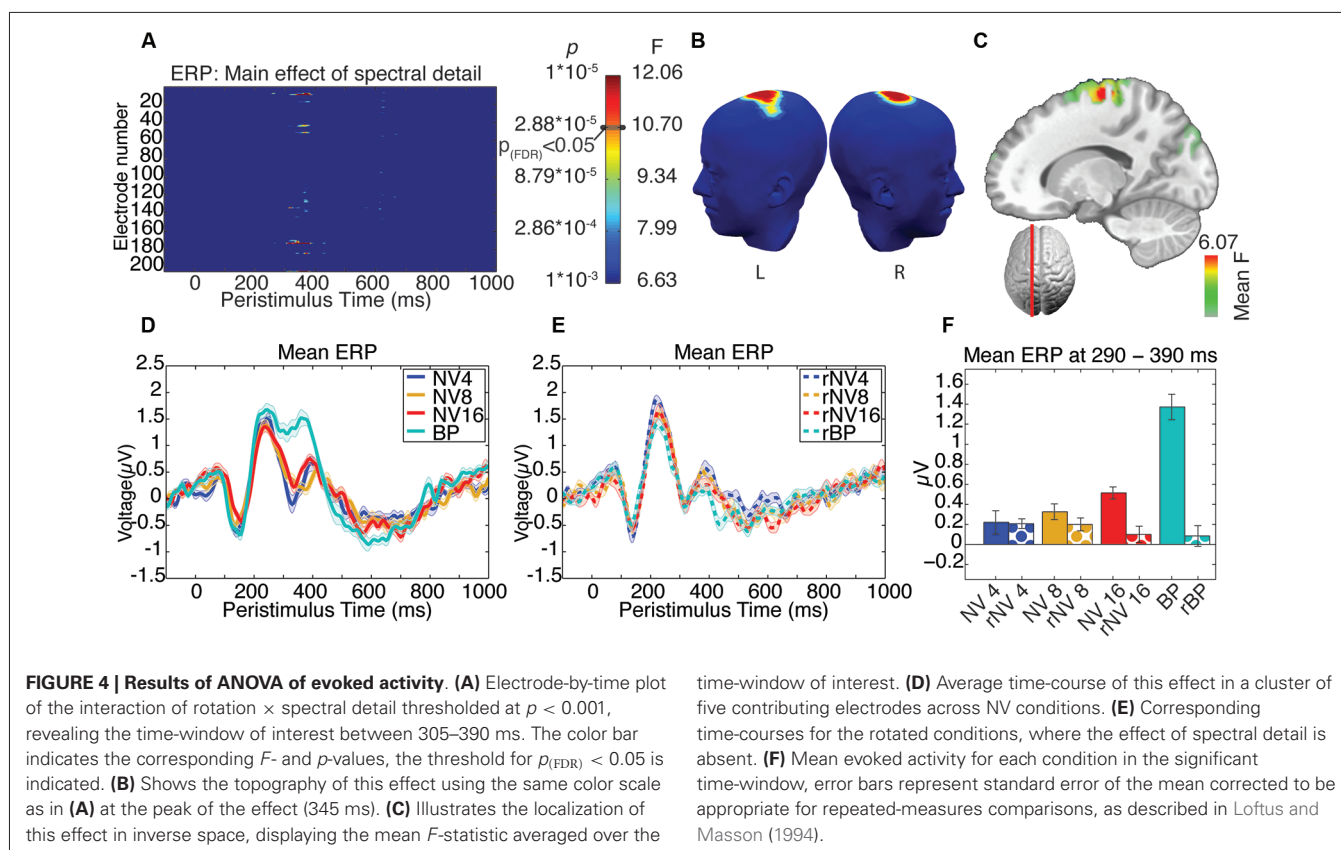 A
ERP: Main effect of spectral detail
Electrode number
20
40
60
80
100
120
140
160
180
200
0 200 400 600 800 1000
Peristimulus Time (ms)
p F
1*10-5 12.06
2.88*10-5 10.70
p(FDR)<0.05
8.79*10-5 9.34
2.86*10-4 7.99
1*10-3 6.63
B
L R
C
6.07
Mean F
D
Mean ERP
Voltage(µV)
2.5
2
1.5
1
0.5
0
-0.5
-1
-1.5
NV4
NV8
NV16
BP
0 200 400 600 800 1000
Peristimulus Time (ms)
E
Mean ERP
Voltage(µV)
2.5
2
1.5
1
0.5
0
-0.5
-1
-1.5
rNV4
rNV8
rNV16
rBP
0 200 400 600 800 1000
Peristimulus Time (ms)
F
Mean ERP at 290 – 390 ms
µV
1.6
1.4
1.2
1
0.8
0.6
0.4
0.2
0
−0.2
NV 4
rNV 4
NV 8
rNV 8
NV 16
rNV 16
BP
rBP
FIGURE 4 | Results of ANOVA of evoked activity. (A) Electrode-by-time plot
of the interaction of rotation × spectral detail thresholded at p < 0.001,
revealing the time-window of interest between 305–390 ms. The color bar
indicates the corresponding F- and p-values, the threshold for p(FDR) < 0.05 is
indicated. (B) Shows the topography of this effect using the same color scale
as in (A) at the peak of the effect (345 ms). (C) Illustrates the localization of
this effect in inverse space, displaying the mean F-statistic averaged over the
time-window of interest. (D) Average time-course of this effect in a cluster of
five contributing electrodes across NV conditions. (E) Corresponding
time-courses for the rotated conditions, where the effect of spectral detail is
absent. (F) Mean evoked activity for each condition in the significant
time-window, error bars represent standard error of the mean corrected to be
appropriate for repeated-measures comparisons, as described in Loftus and
Masson (1994).